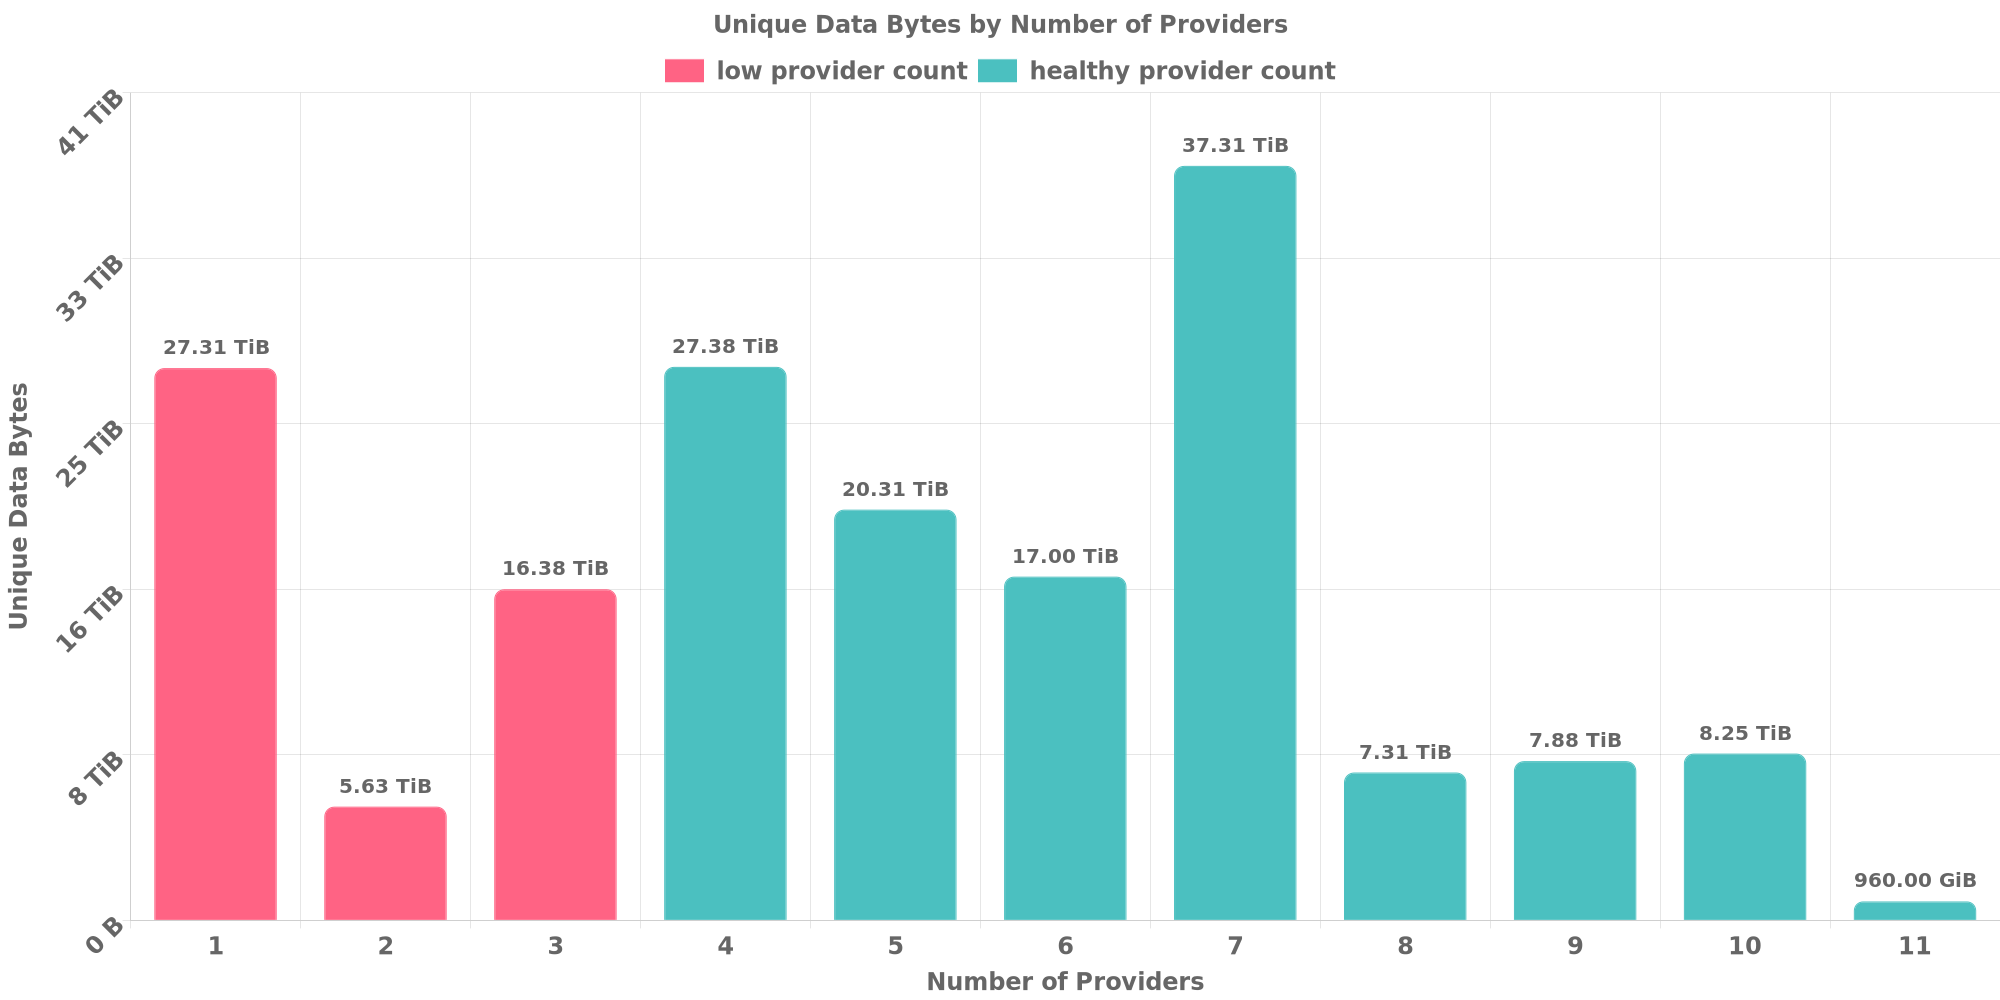 Unique Data Bytes by Number of Providers
low provider count healthy provider count
41 TiB
33 TiB
25 TiB
16 TiB
8 TiB
0 B
Unique Data Bytes
27.31 TiB
5.63 TiB
16.38 TiB
27.38 TiB
20.31 TiB
17.00 TiB
37.31 TiB
7.31 TiB
7.88 TiB
8.25 TiB
960.00 GiB
1 2 3 4 5 6 7 8 9 10 11
Number of Providers